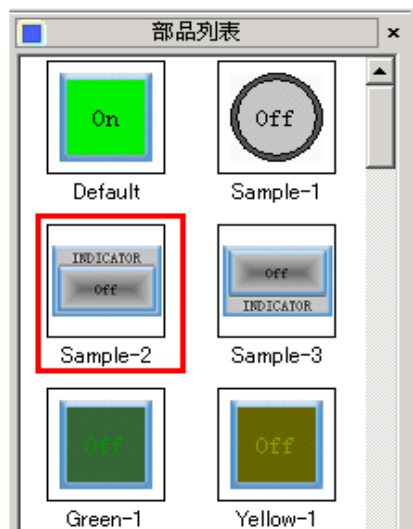 部品列表
On
Off
Default
Sample-1
INDICATOR
Off
Off
INDICATOR
Sample-2
Sample-3
Off
Off
Green-1
Yellow-1